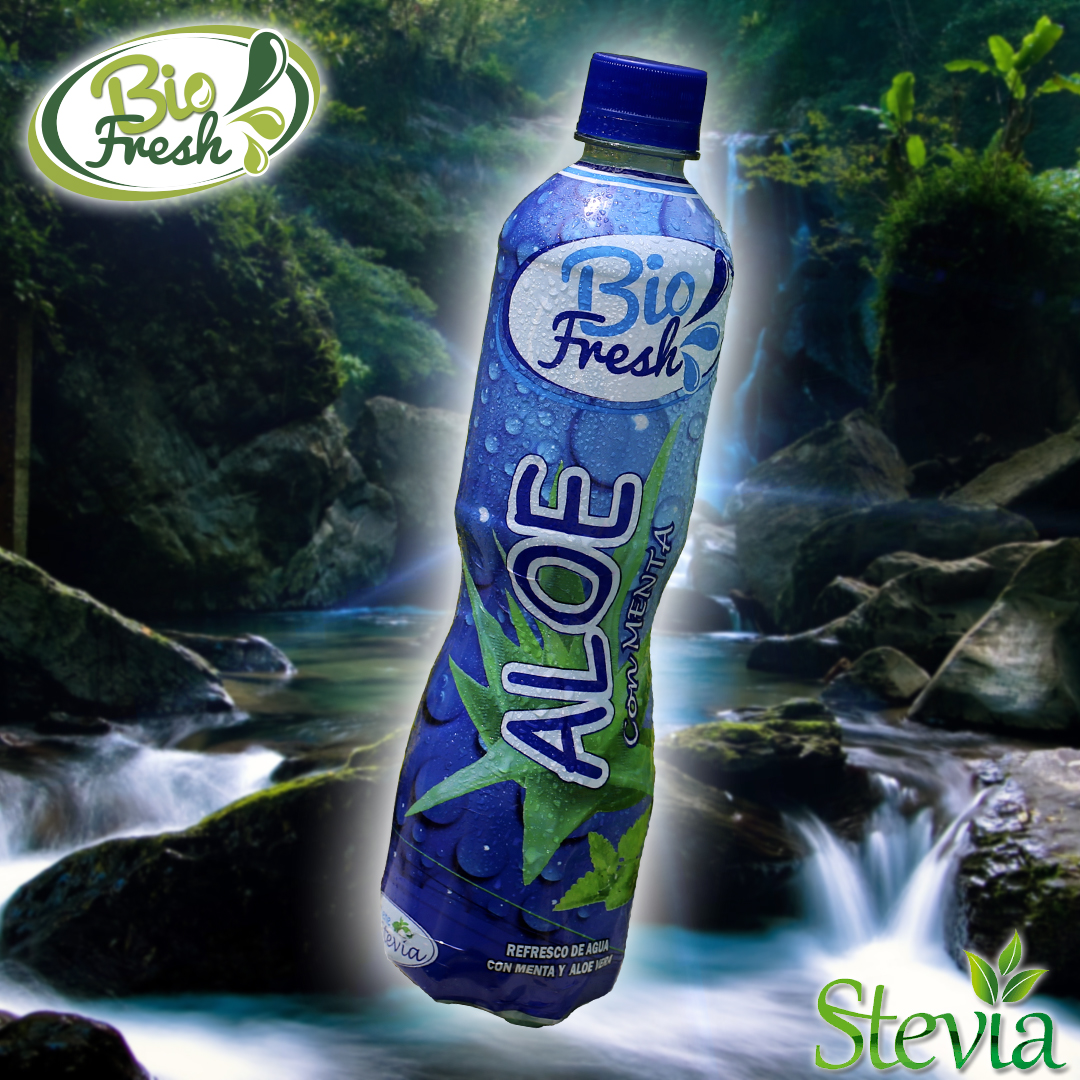 Bio
Fresh
Bio
Fresh
ALOE
Con MENTA
Stevia
REFRESCO DE AGUA
CON MENTA Y ALOE VERA
Stevia